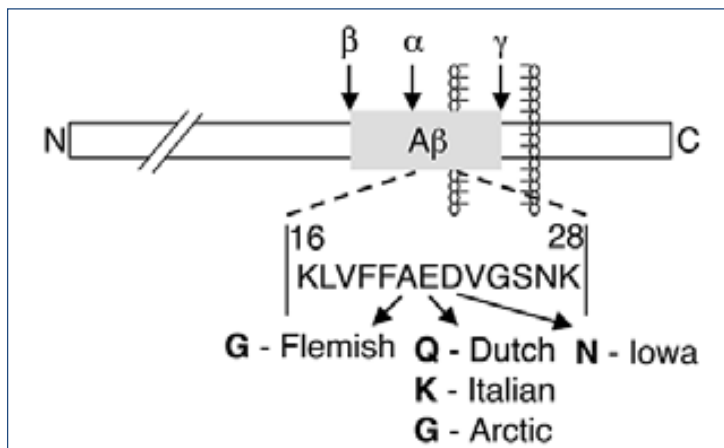 β α γ
N Aβ C
16 28
KLVFFAEDVGSNK
G - Flemish Q - Dutch N - Iowa
K - Italian
G - Arctic